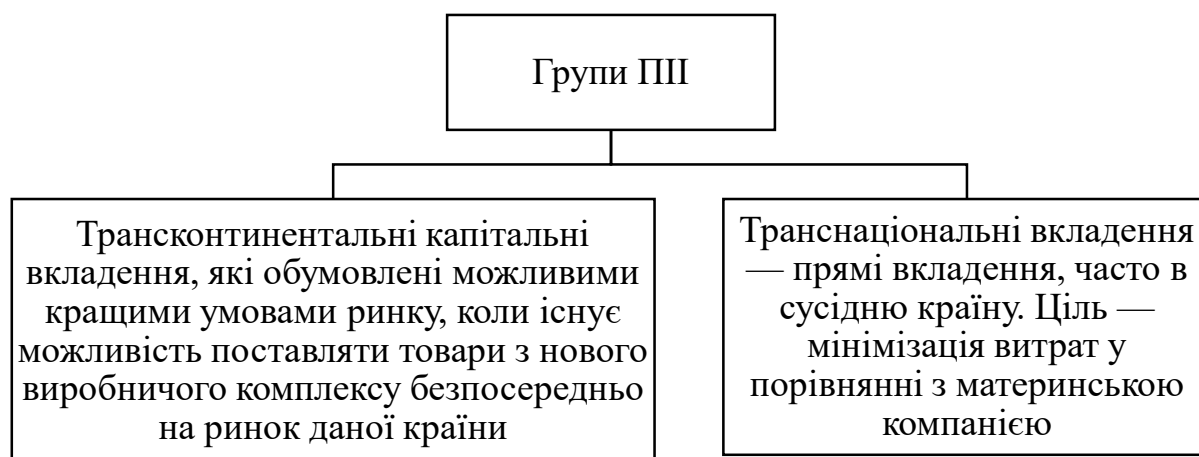 Групи ПІІ
Трансконтинентальні капітальні
вкладення, які обумовлені можливими
кращими умовами ринку, коли існує
можливість поставляти товари з нового
виробничого комплексу безпосередньо
на ринок даної країни
Транснаціональні вкладення
— прямі вкладення, часто в
сусідню країну. Ціль —
мінімізація витрат у
порівнянні з материнською
компанією